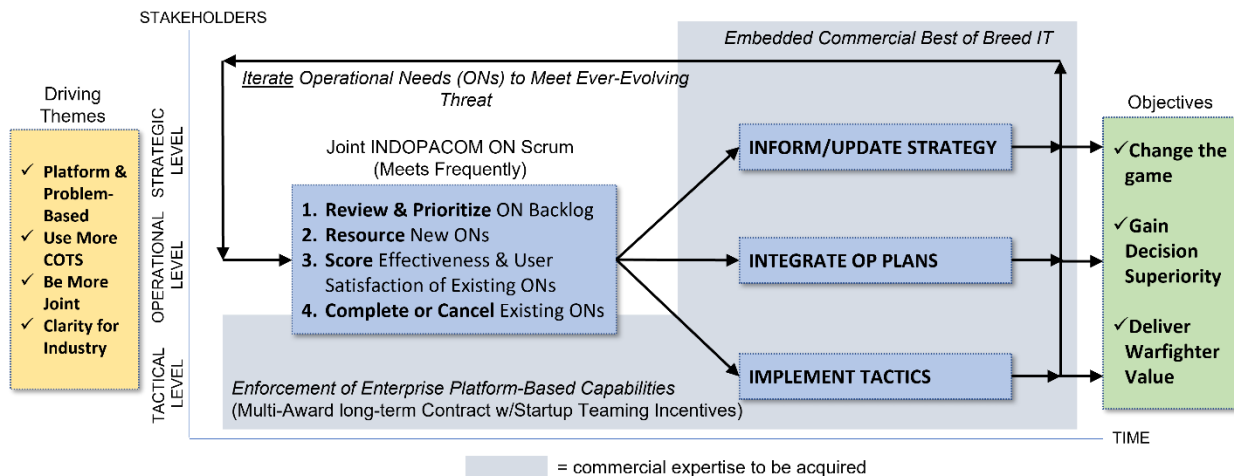 STAKEHOLDERS
Embedded Commercial Best of Breed IT
Iterate Operational Needs (ONs) to Meet Ever-Evolving
Threat
Driving
Themes
✓ Platform &
Problem-
Based
✓ Use More
COTS
✓ Be More
Joint
✓ Clarity for
Industry
STRATEGIC
LEVEL
OPERATIONAL
LEVEL
TACTICAL
LEVEL
Joint INDOPACOM ON Scrum
(Meets Frequently)
1. Review & Prioritize ON Backlog
2. Resource New ONs
3. Score Effectiveness & User
Satisfaction of Existing ONs
4. Complete or Cancel Existing ONs
INFORM/UPDATE STRATEGY
INTEGRATE OP PLANS
IMPLEMENT TACTICS
Enforcement of Enterprise Platform-Based Capabilities
(Multi-Award long-term Contract w/Startup Teaming Incentives)
Objectives
✓Change the
game
✓Gain
Decision
Superiority
✓Deliver
Warfighter
Value
TIME
= commercial expertise to be acquired